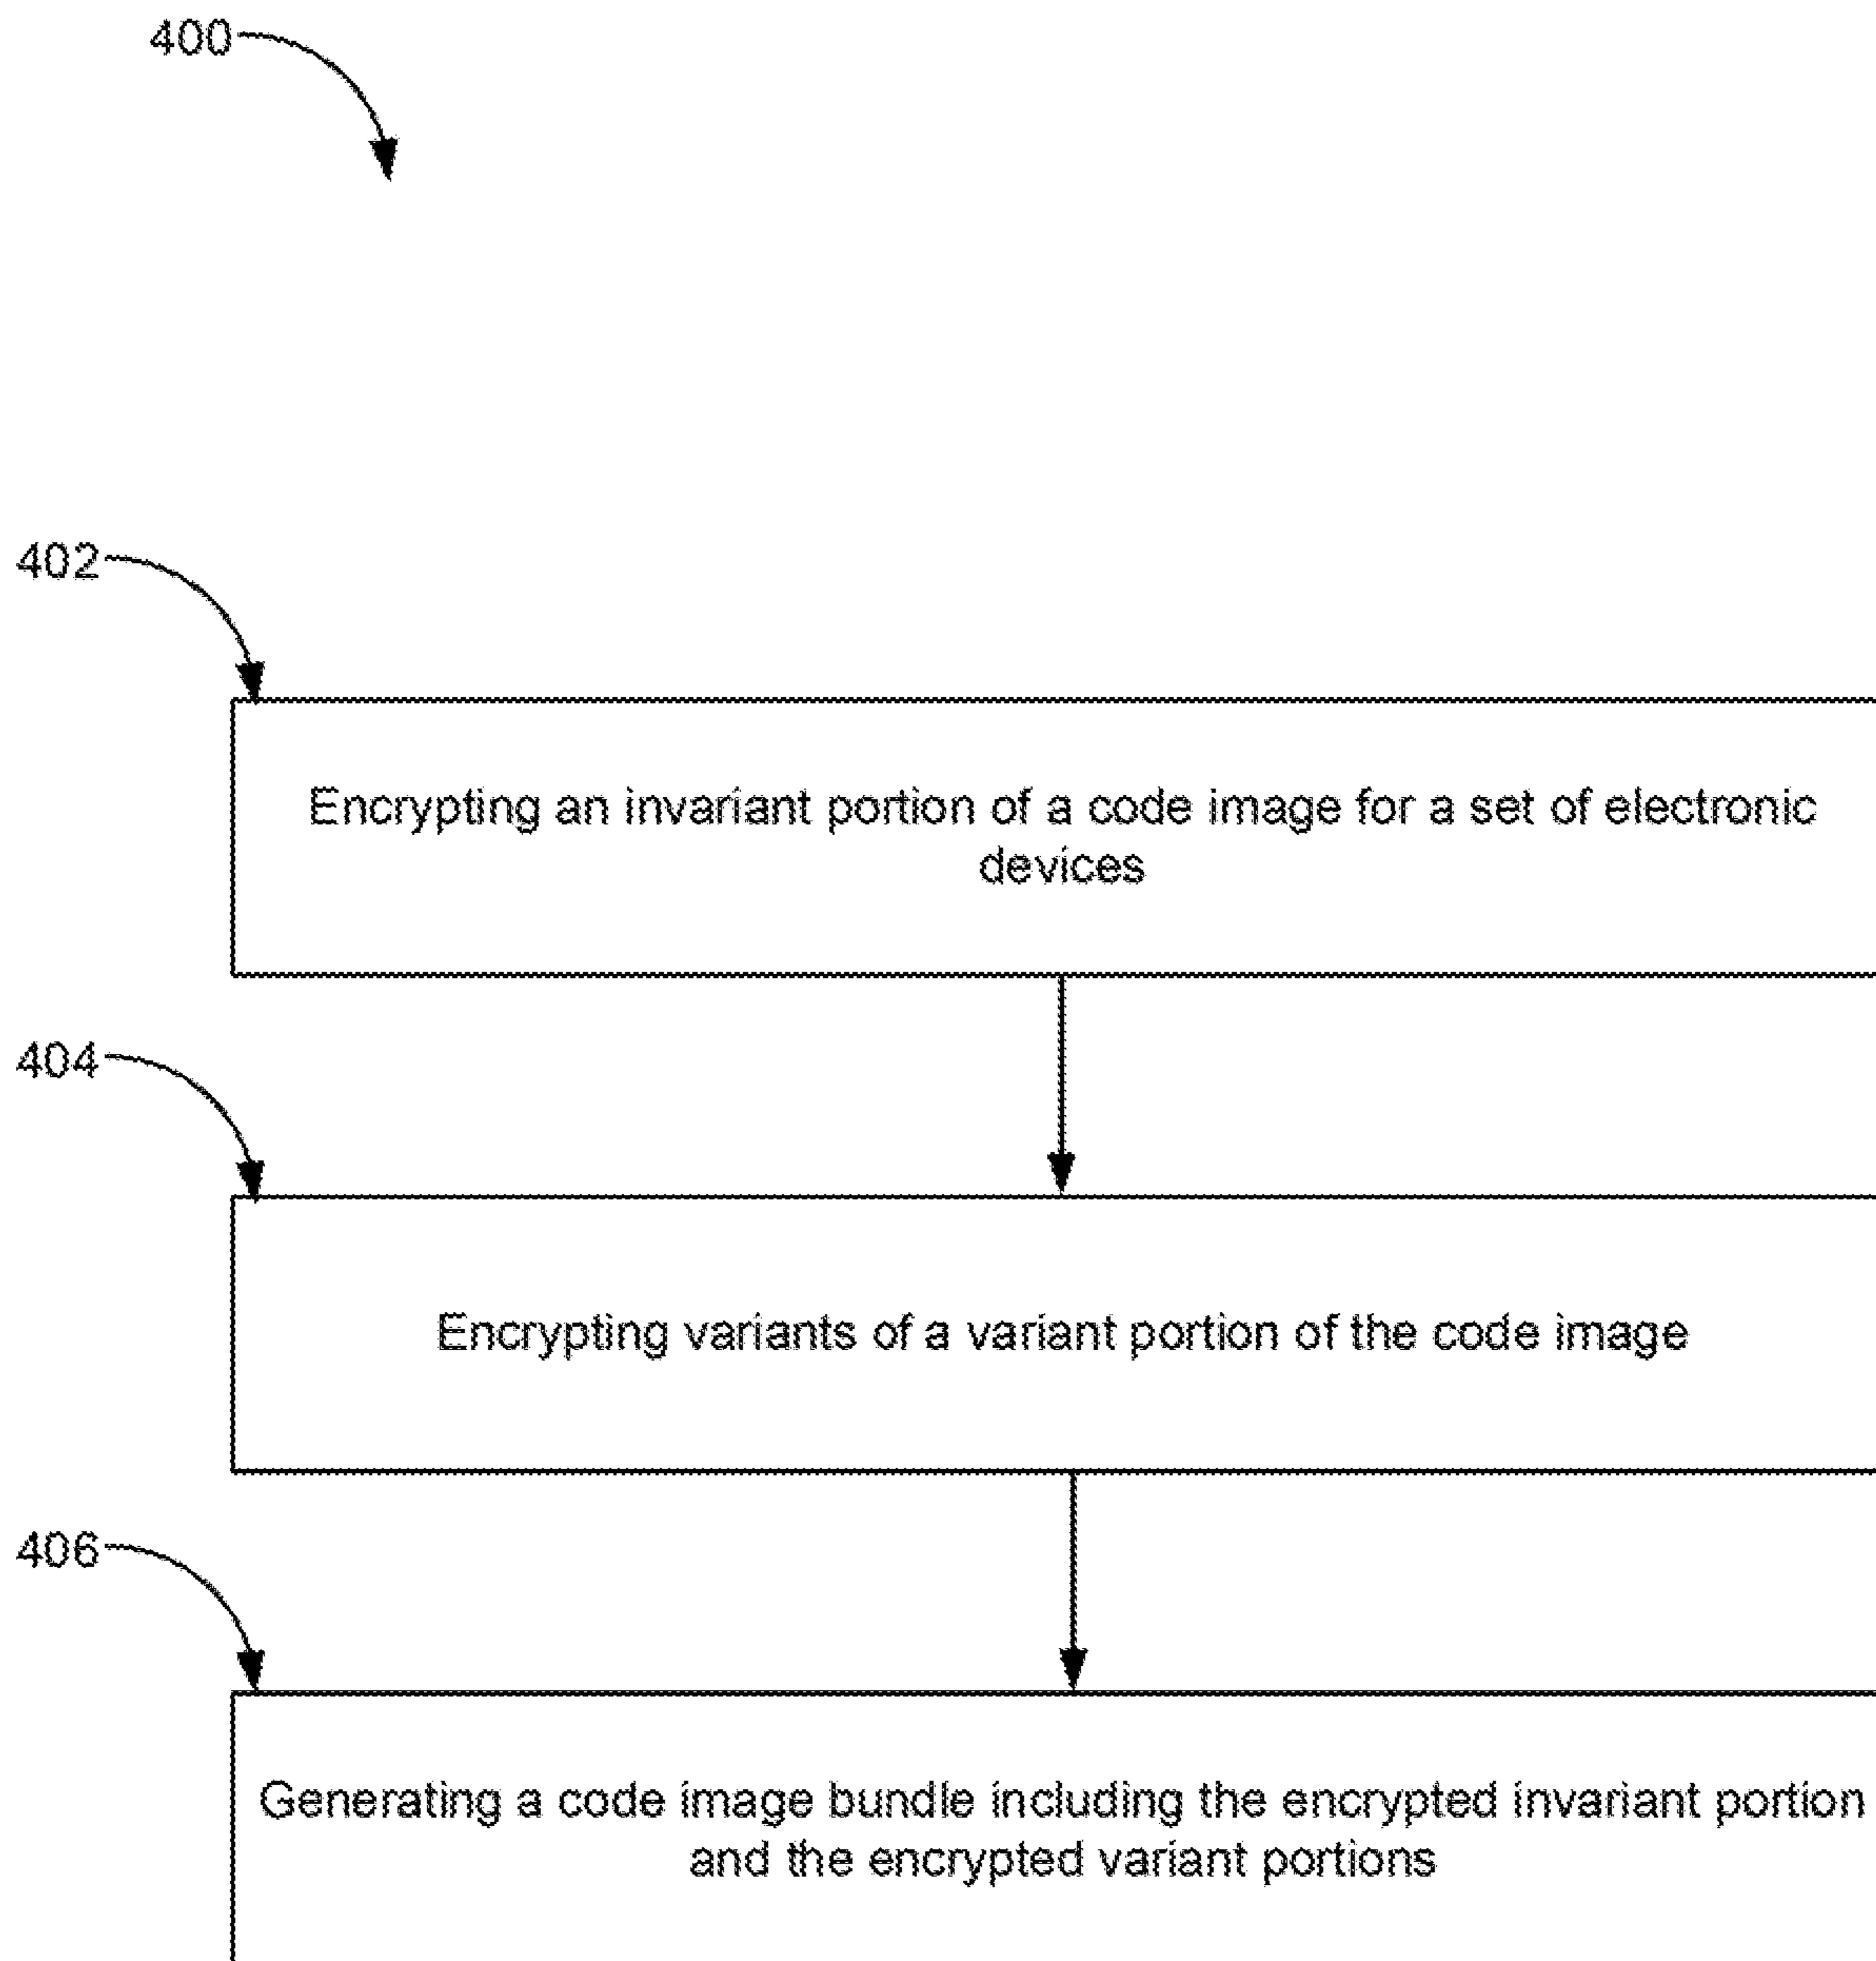 400
402
Encrypting an invariant portion of a code image for a set of electronic
devices
404
Encrypting variants of a variant portion of the code image
406
Generating a code image bundle including the encrypted invariant portion
and the encrypted variant portions